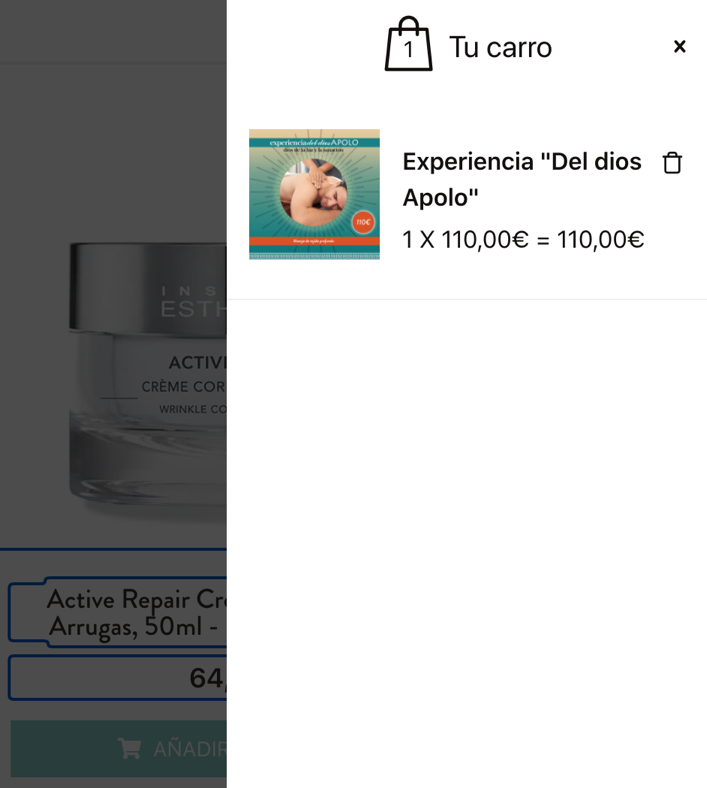 1 Tu carro
×
experiencia del dios APOLO
110€
Experiencia "Del dios
Apolo"
1 X 110,00€ = 110,00€
INS
ESTH
ACTIVE
CRÈME COR
WRINKLE CO
Active Repair Cr
Arrugas, 50ml -
64,
AÑADIR